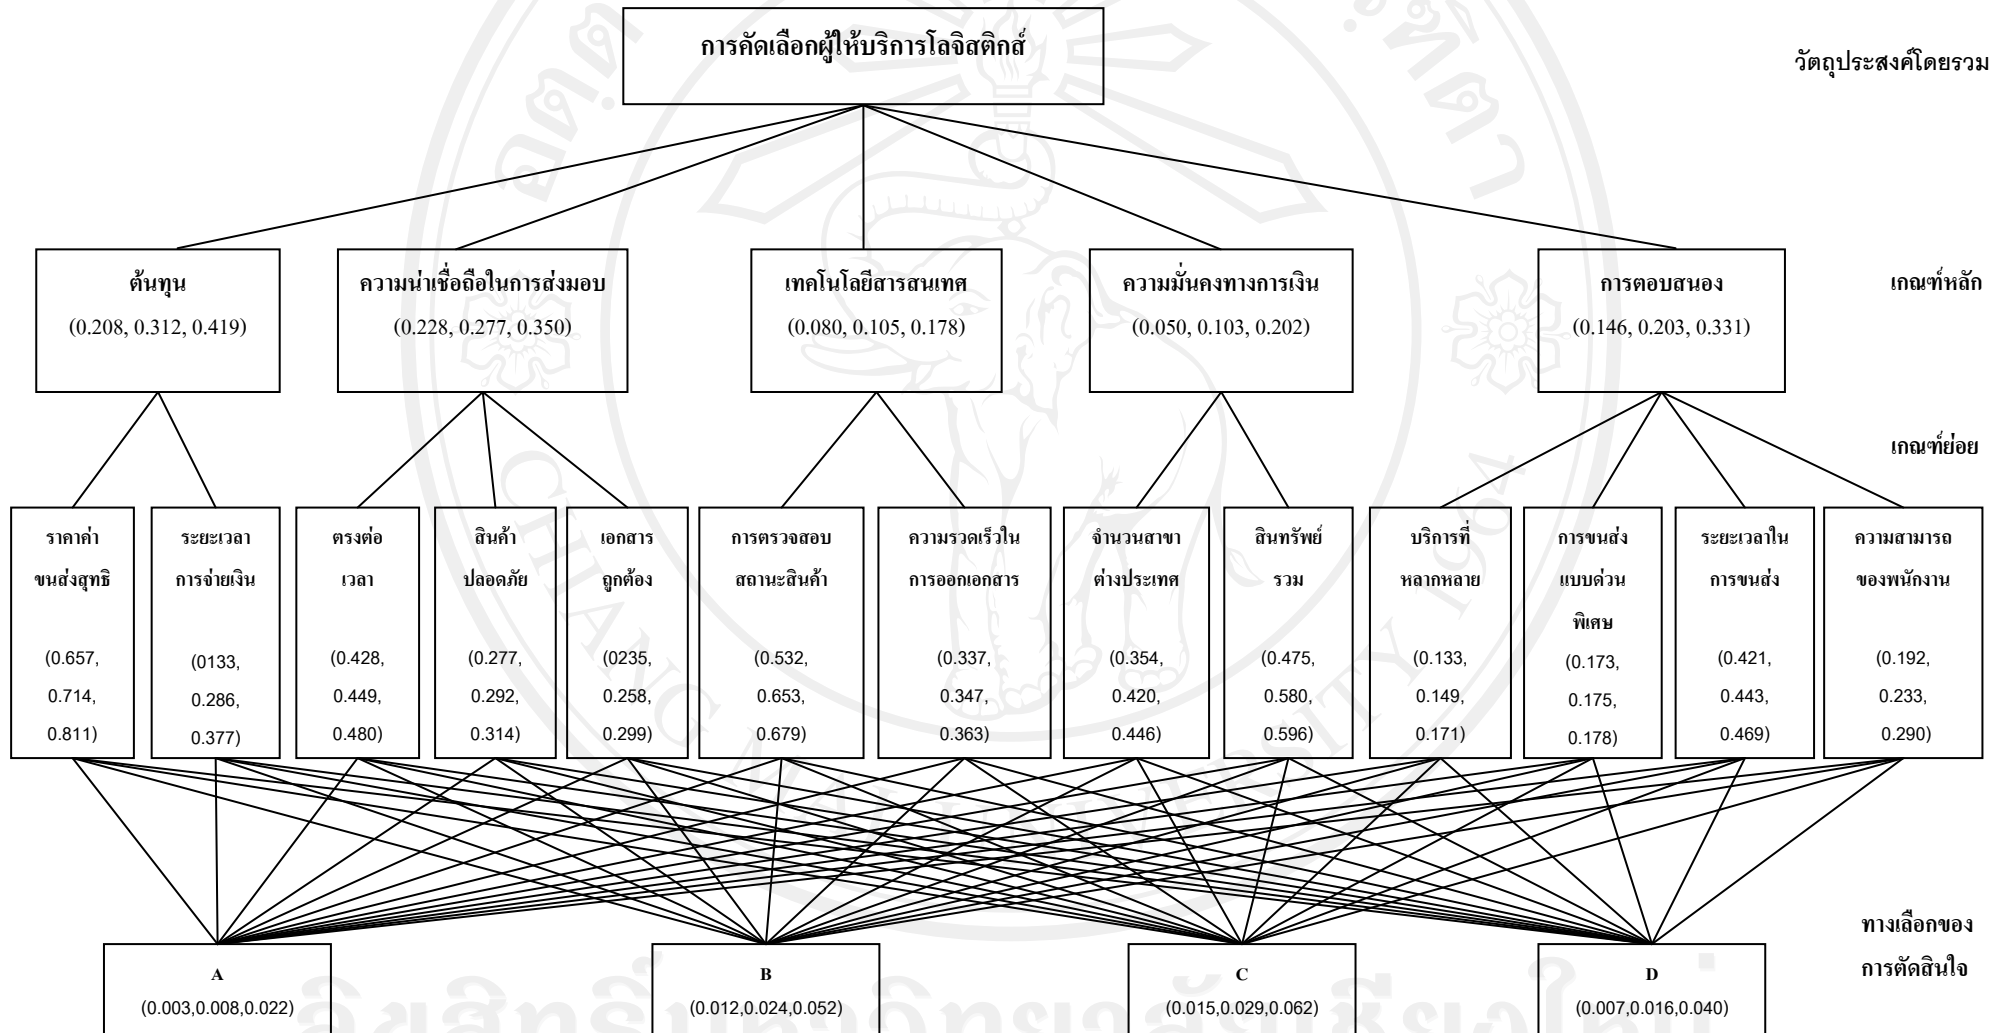 การคัดเลือกผู้ให้บริการโลจิสติกส์
วัตถุประสงค์โดยรวม
ต้นทุน
(0.208, 0.312, 0.419)
ความน่าเชื่อถือในการส่งมอบ
(0.228, 0.277, 0.350)
เทคโนโลยีสารสนเทศ
(0.080, 0.105, 0.178)
ความมั่นคงทางการเงิน
(0.050, 0.103, 0.202)
การตอบสนอง
(0.146, 0.203, 0.331)
เกณฑ์หลัก
เกณฑ์ย่อย
ราคาค่า
ขนส่งสุทธิ
(0.657,
0.714,
0.811)
ระยะเวลา
การจ่ายเงิน
(0133,
0.286,
0.377)
ตรงต่อ
เวลา
(0.428,
0.449,
0.480)
สินค้า
ปลอดภัย
(0.277,
0.292,
0.314)
เอกสาร
ถูกต้อง
(0235,
0.258,
0.299)
การตรวจสอบ
สถานะสินค้า
(0.532,
0.653,
0.679)
ความรวดเร็วใน
การออกเอกสาร
(0.337,
0.347,
0.363)
จำนวนสาขา
ต่างประเทศ
(0.354,
0.420,
0.446)
สินทรัพย์
รวม
(0.475,
0.580,
0.596)
บริการที่
หลากหลาย
(0.133,
0.149,
0.171)
การขนส่ง
แบบด่วน
พิเศษ
(0.173,
0.175,
0.178)
ระยะเวลาใน
การขนส่ง
(0.421,
0.443,
0.469)
ความสามารถ
ของพนักงาน
(0.192,
0.233,
0.290)
ทางเลือกของ
การตัดสินใจ
A
(0.003,0.008,0.022)
B
(0.012,0.024,0.052)
C
(0.015,0.029,0.062)
D
(0.007,0.016,0.040)
CHIANG MAI UNIVERSITY 1964